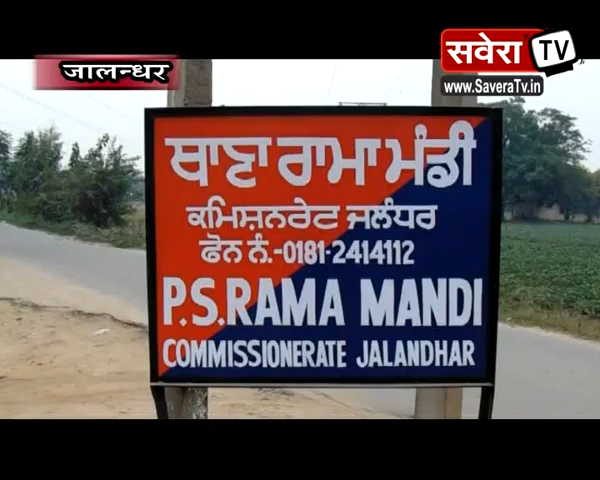 जालन्धर
सवेरा TV
www.SaveraTv.in
ਥਾਣਾ ਰਾਮਾ ਮੰਡੀ
ਕਮਿਸ਼ਨਰੇਟ ਜਲੰਧਰ
ਫੋਨ ਨੰ.-0181-2414112
P.S. RAMA MANDI
COMMISSIONERATE JALANDHAR